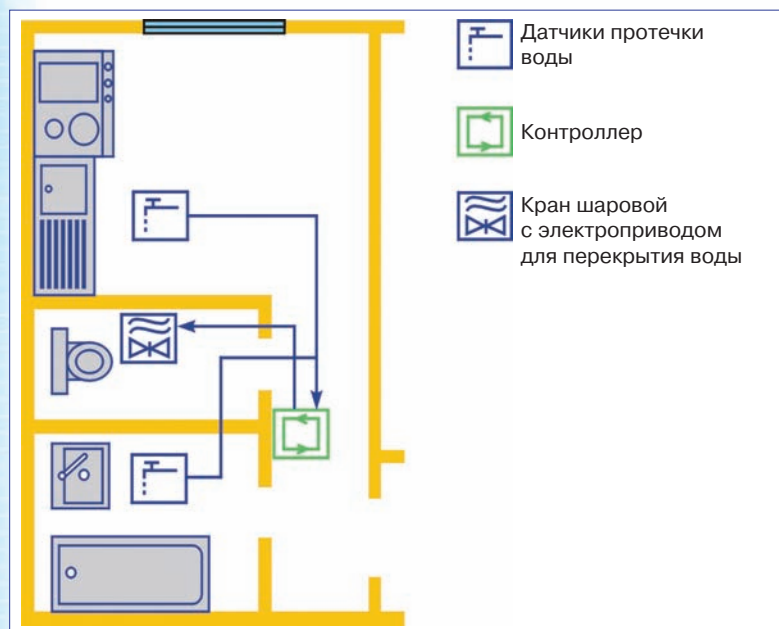 Датчики протечки
воды
Контроллер
Кран шаровой
с электроприводом
для перекрытия воды